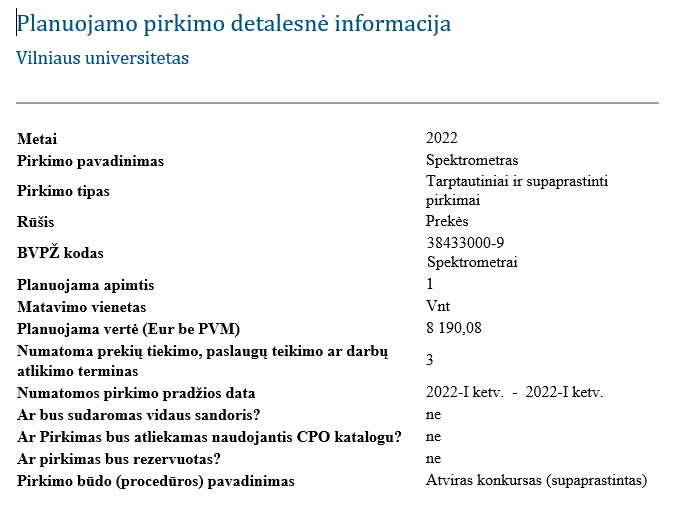 Planuojamo pirkimo detalesnė informacija
Vilniaus universitetas
Metai 2022
Pirkimo pavadinimas Spektrometras
Pirkimo tipas Tarptautiniai ir supaprastinti
pirkimai
Rūšis Prekės
BVPŽ kodas 38433000-9
Spektrometrai
Planuojama apimtis 1
Matavimo vienetas Vnt
Planuojama vertė (Eur be PVM) 8 190,08
Numatoma prekių tiekimo, paslaugų teikimo ar darbų
atlikimo terminas 3
Numatomos pirkimo pradžios data 2022-I ketv. - 2022-I ketv.
Ar bus sudaromas vidaus sandoris? ne
Ar Pirkimas bus atliekamas naudojantis CPO katalogu? ne
Ar pirkimas bus rezervuotas? ne
Pirkimo būdo (procedūros) pavadinimas Atviras konkursas (supaprastintas)